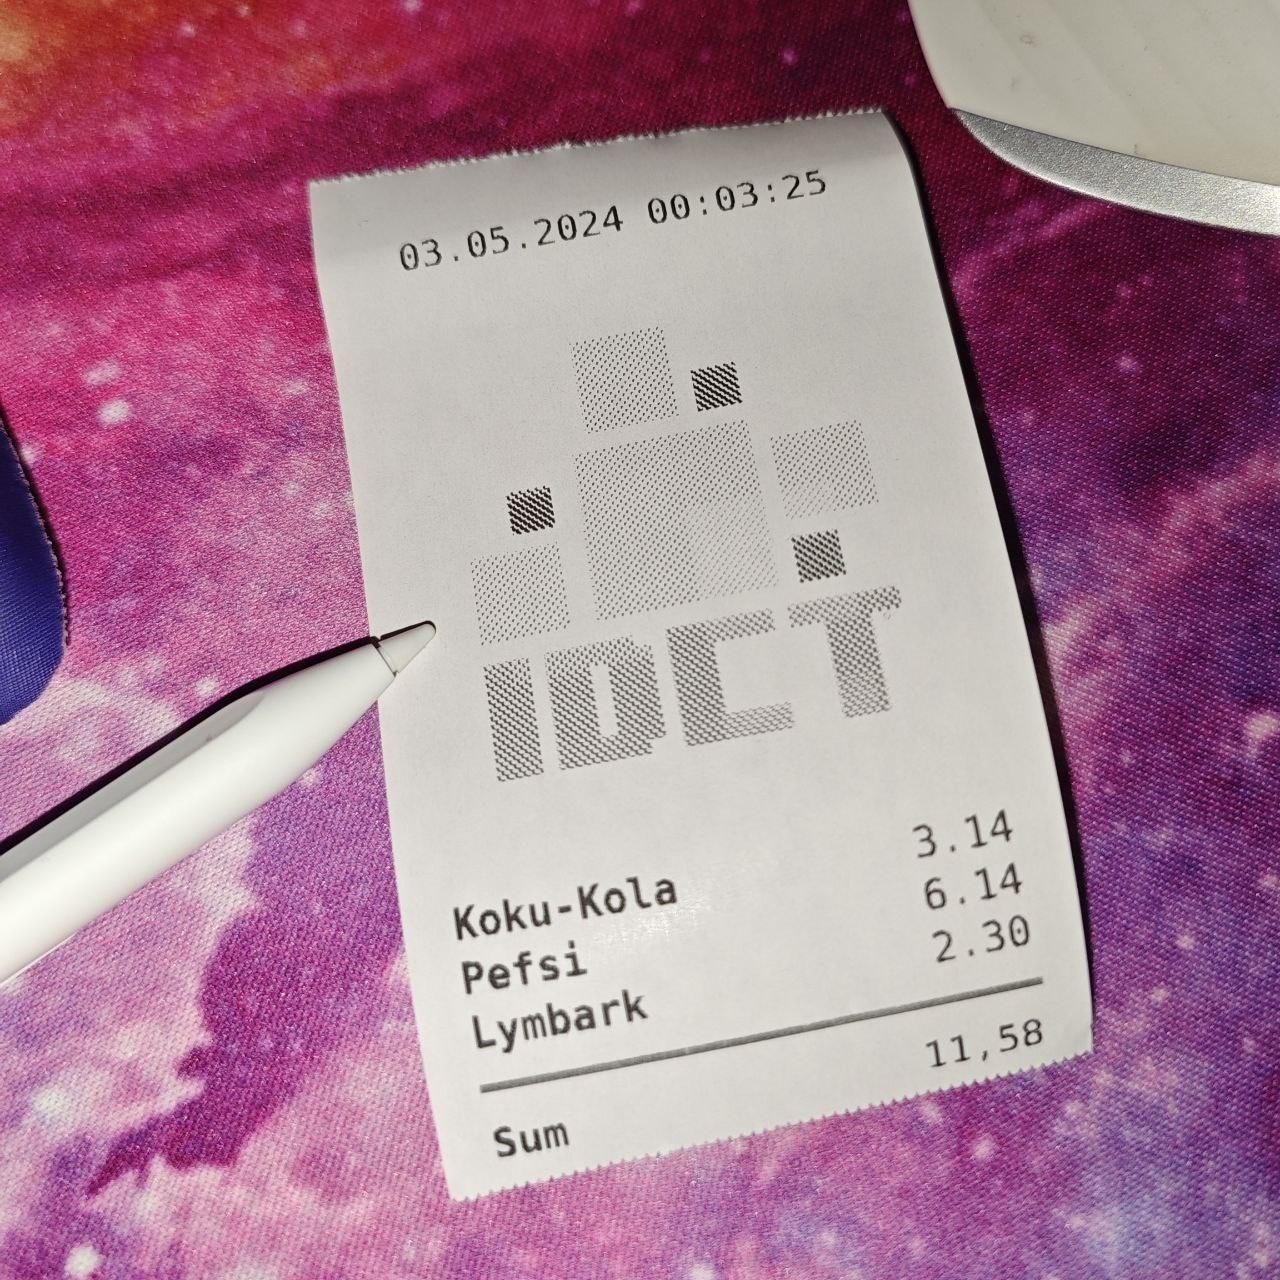 03.05.2024 00:03:25
IDCT
Koku-Kola 3.14
Pefsi 6.14
Lymbark 2.30
Sum 11,58